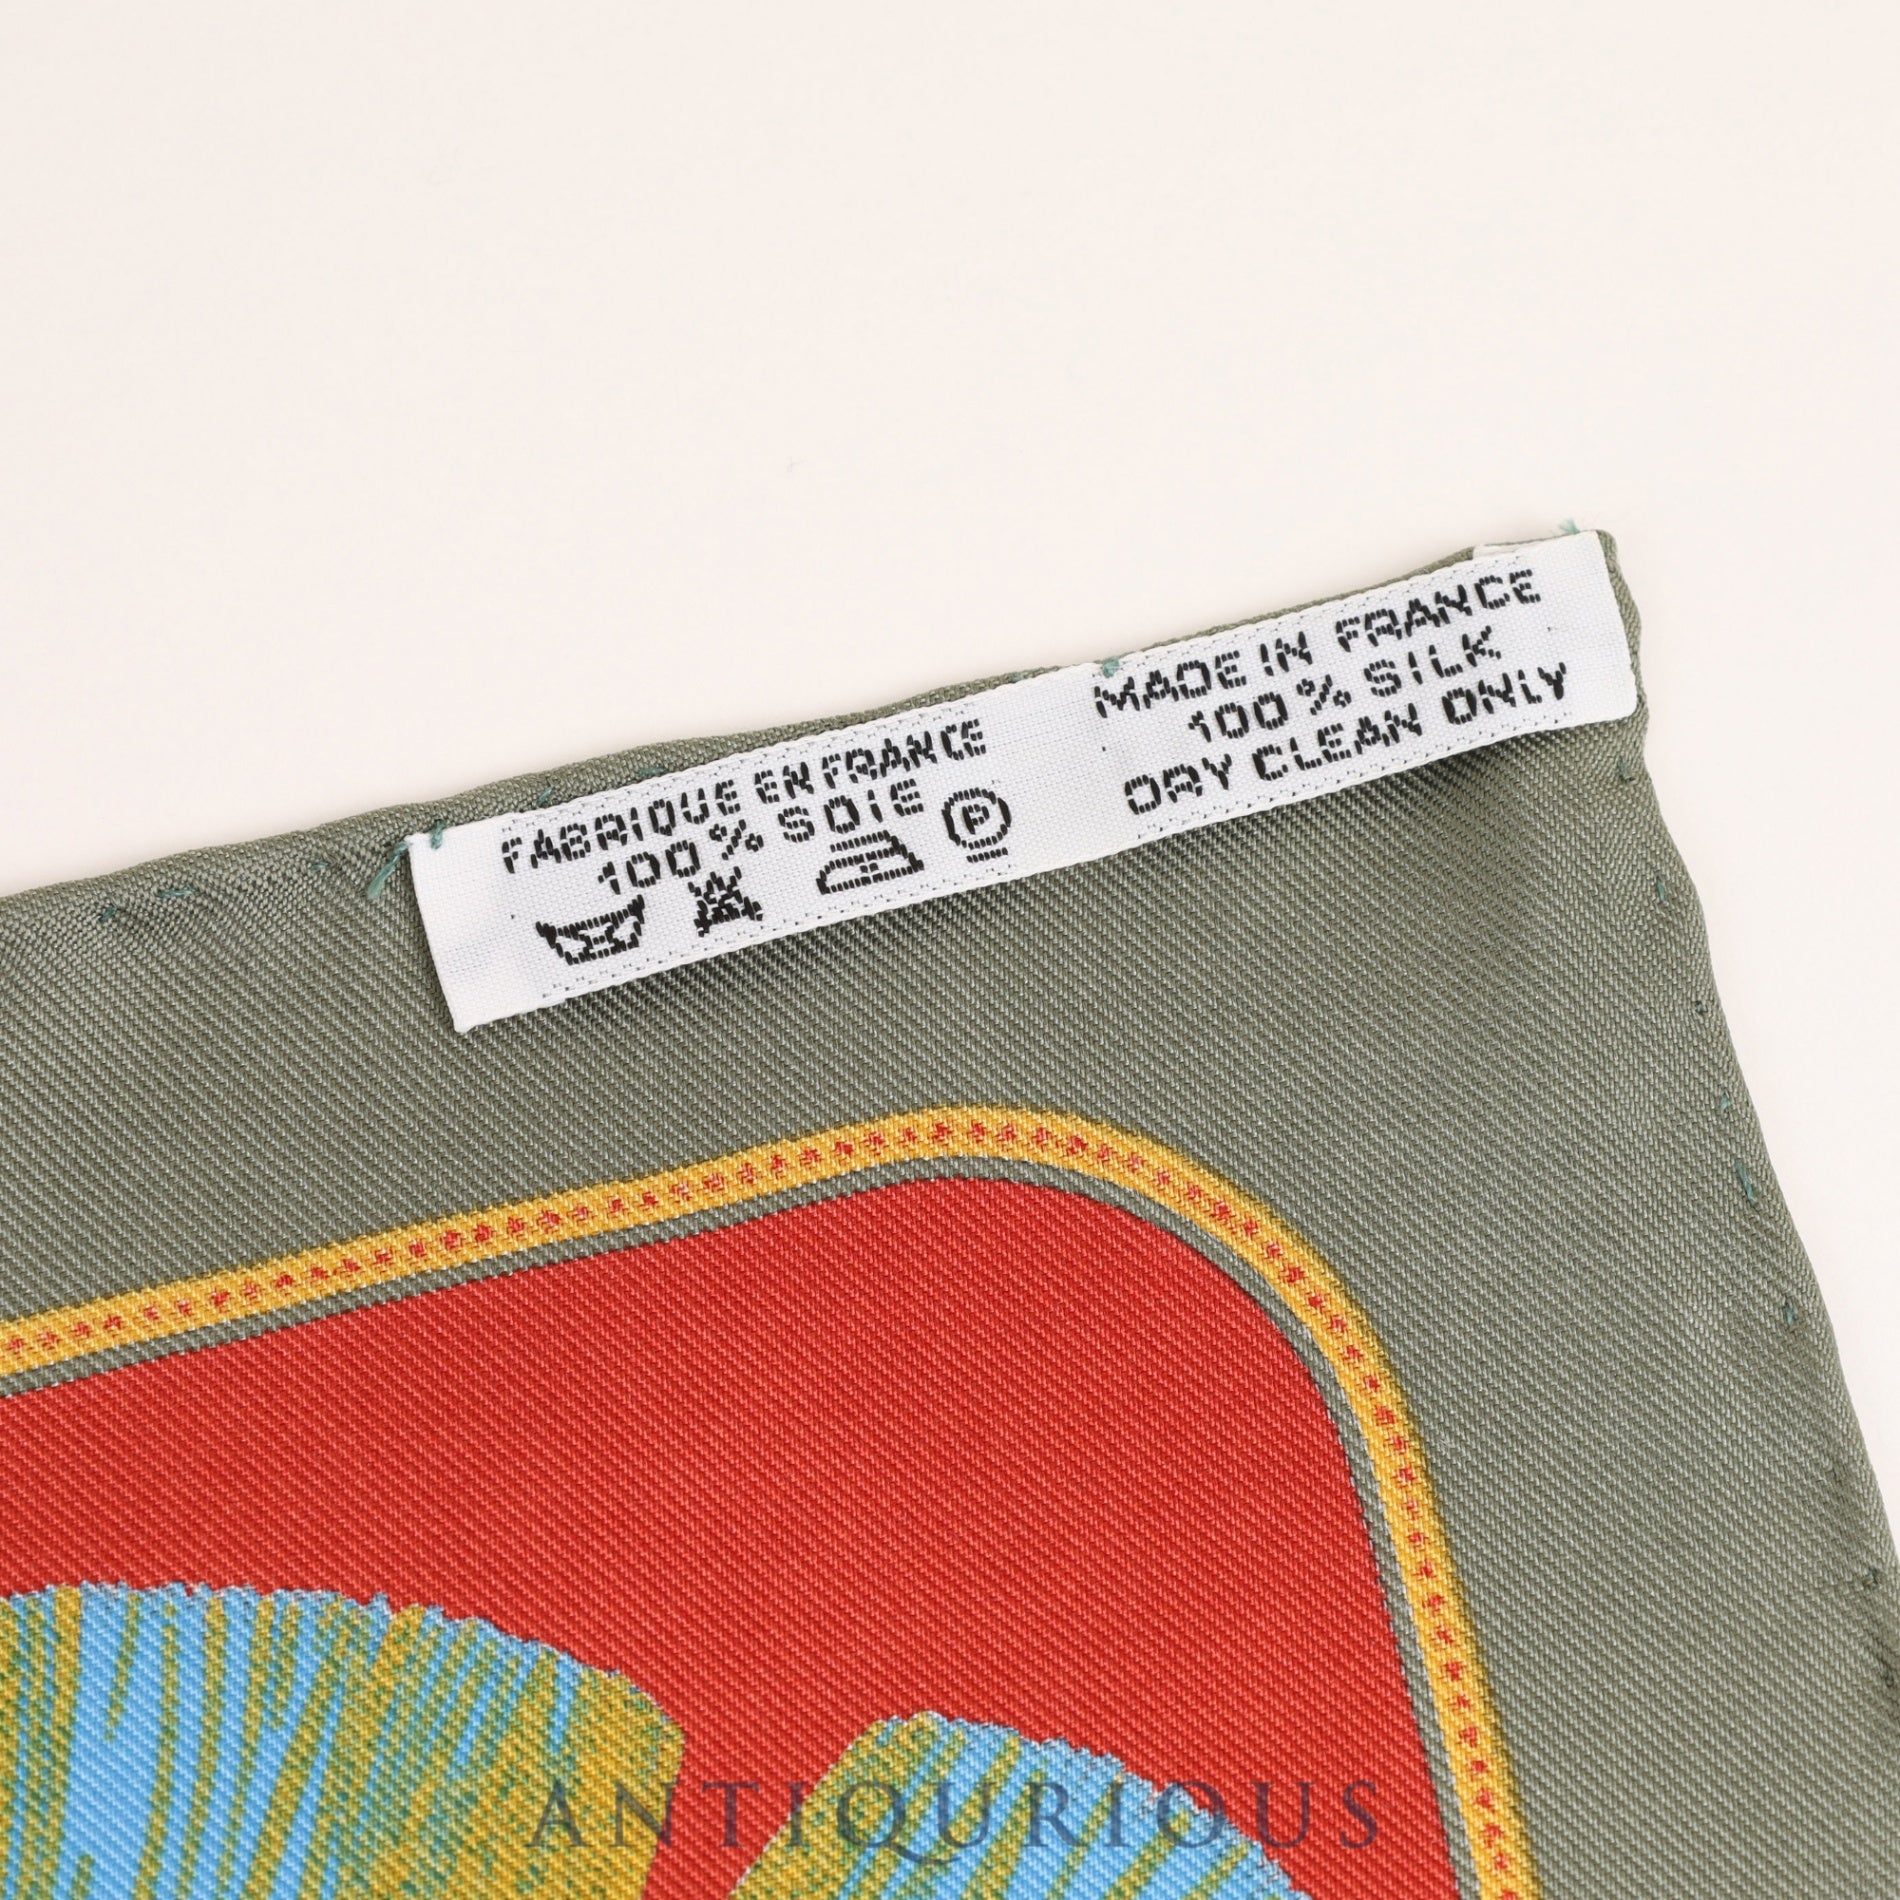 FABRIQUE EN FRANCE
100 % SOIE
P
MADE IN FRANCE
100 % SILK
DRY CLEAN ONLY
ANTIQURIOUS